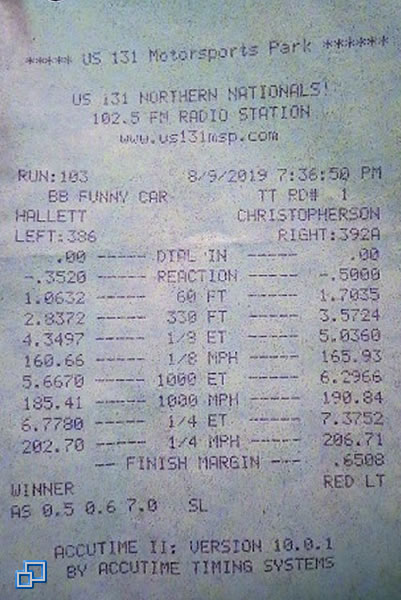 ***** US 131 Motorsports Park ******
US 131 NORTHERN NATIONALS!
102.5 FM RADIO STATION
www.us131msp.com
RUN:103 8/9/2019 7:36:50 PM
BB FUNNY CAR TT RD# 1
HALLETT CHRISTOPHERSON
LEFT:386 RIGHT:392A
.00 ----- DIAL IN ----- .00
-.3520 ----- REACTION ----- -.5000
1.0632 ----- 60 FT ----- 1.7035
2.8372 ----- 330 FT ----- 3.5724
4.3497 ----- 1/8 ET ----- 5.0360
160.66 ----- 1/8 MPH ----- 165.93
5.6670 ----- 1000 ET ----- 6.2966
185.41 ----- 1000 MPH ----- 190.84
6.7780 ----- 1/4 ET ----- 7.3752
202.70 ----- 1/4 MPH ----- 206.71
-- FINISH MARGIN --- .6508
WINNER RED LT
AS 0.5 0.6 7.0 SL
ACCUTIME II: VERSION 10.0.1
BY ACCUTIME TIMING SYSTEMS